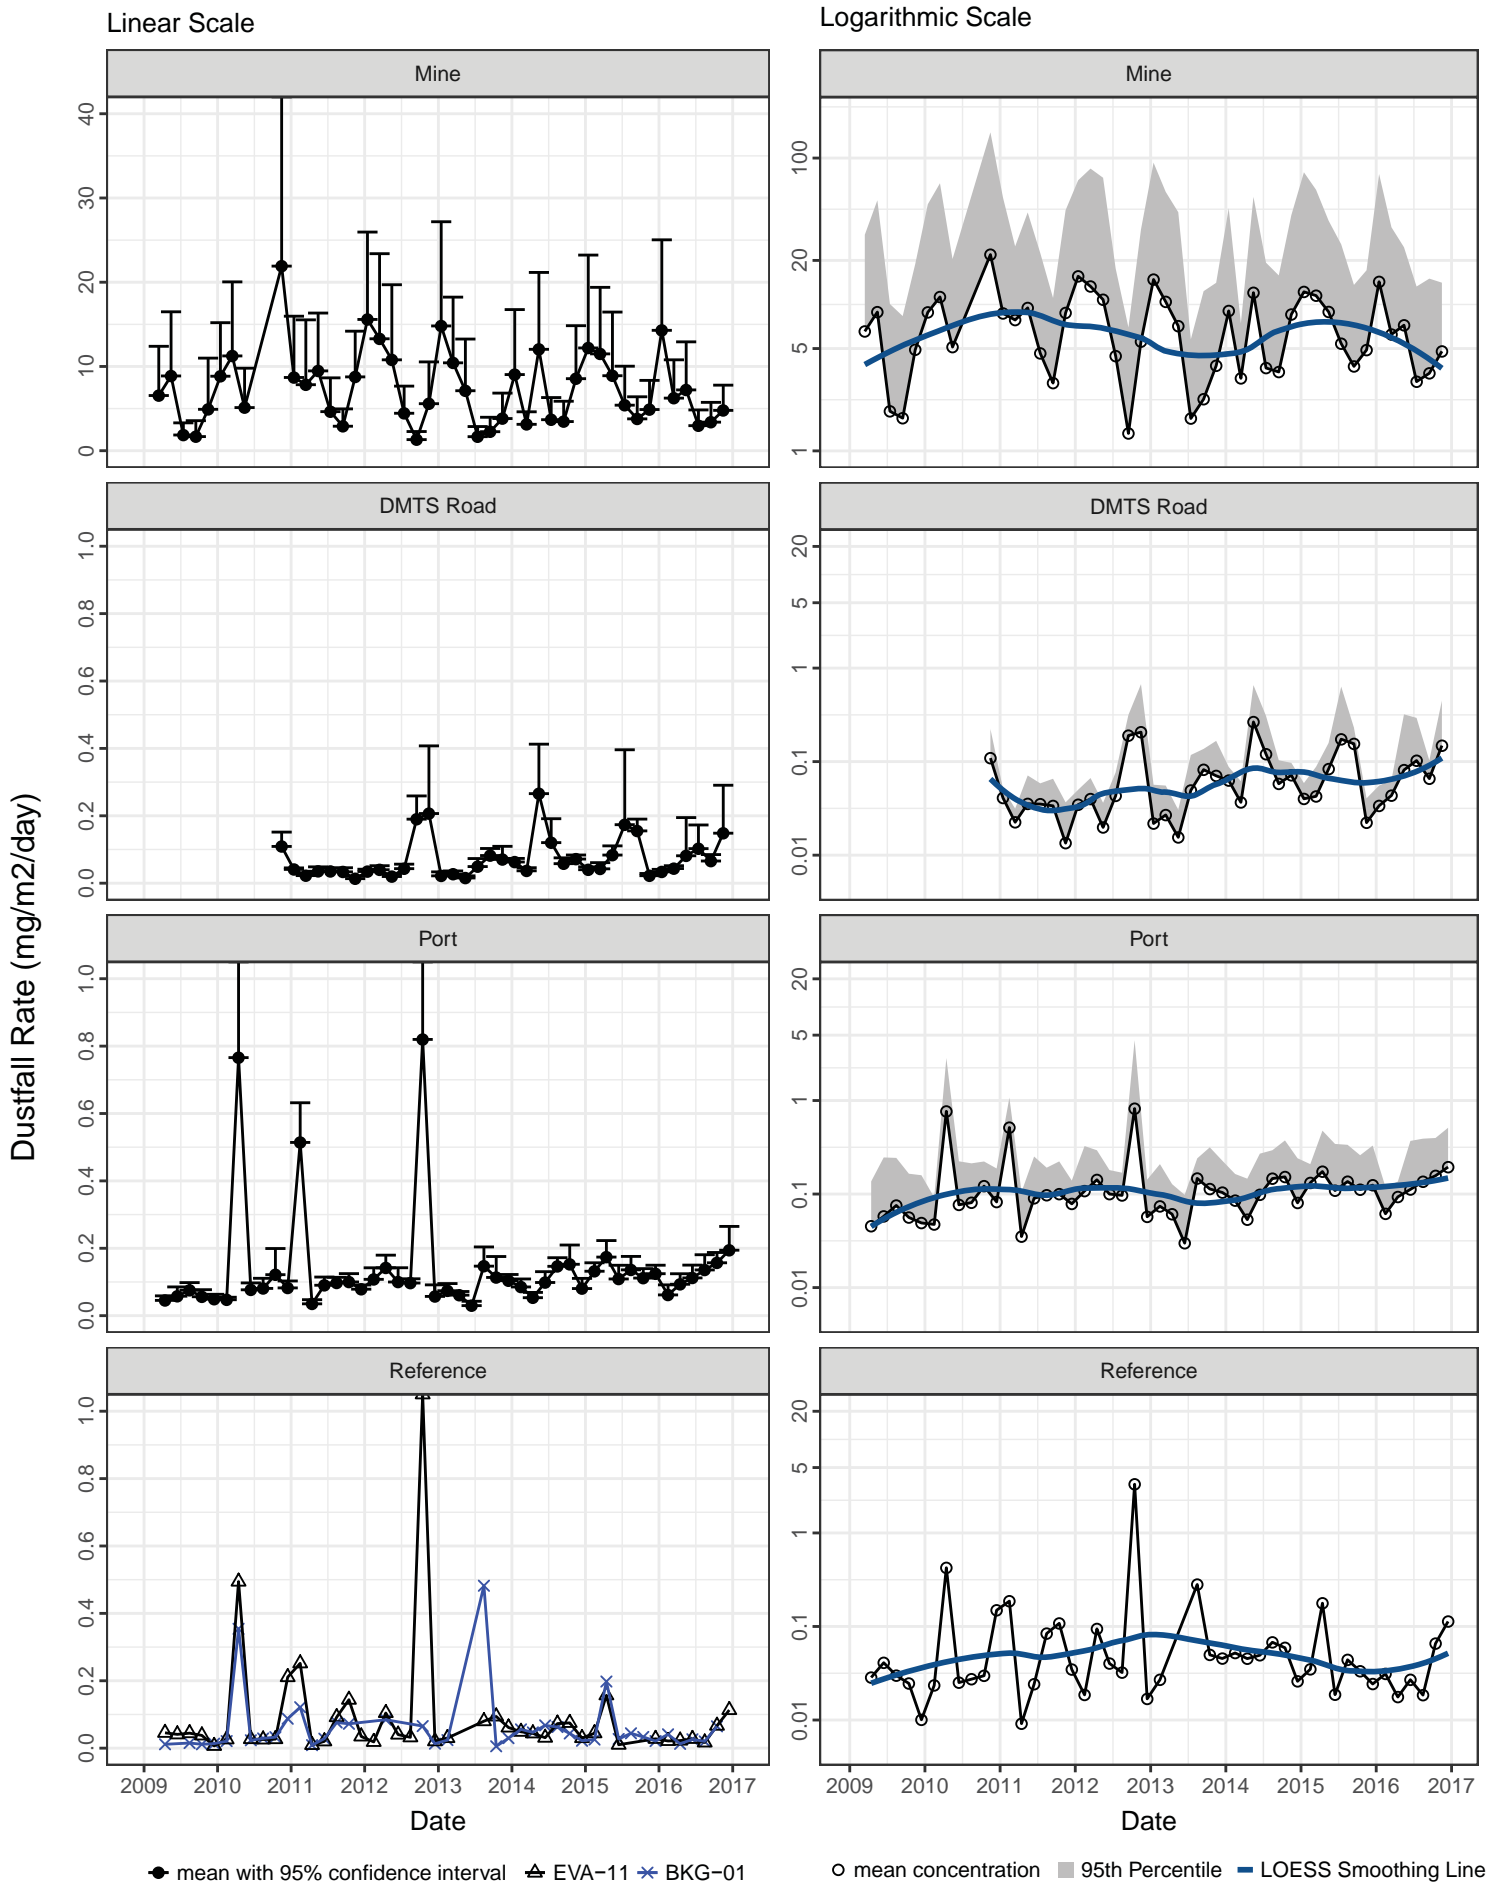 Linear Scale
Logarithmic Scale
Mine
Mine
40
30
20
10
0
100
20
5
1
DMTS Road
DMTS Road
1.0
0.8
0.6
0.4
0.2
0.0
20
5
1
0.1
0.01
Port
Port
1.0
0.8
0.6
0.4
0.2
0.0
20
5
1
0.1
0.01
Reference
Reference
1.0
0.8
0.6
0.4
0.2
0.0
20
5
1
0.1
0.01
Dustfall Rate (mg/m2/day)
2009 2010 2011 2012 2013 2014 2015 2016 2017
2009 2010 2011 2012 2013 2014 2015 2016 2017
Date
Date
mean with 95% confidence interval EVA−11 BKG−01
mean concentration 95th Percentile LOESS Smoothing Line